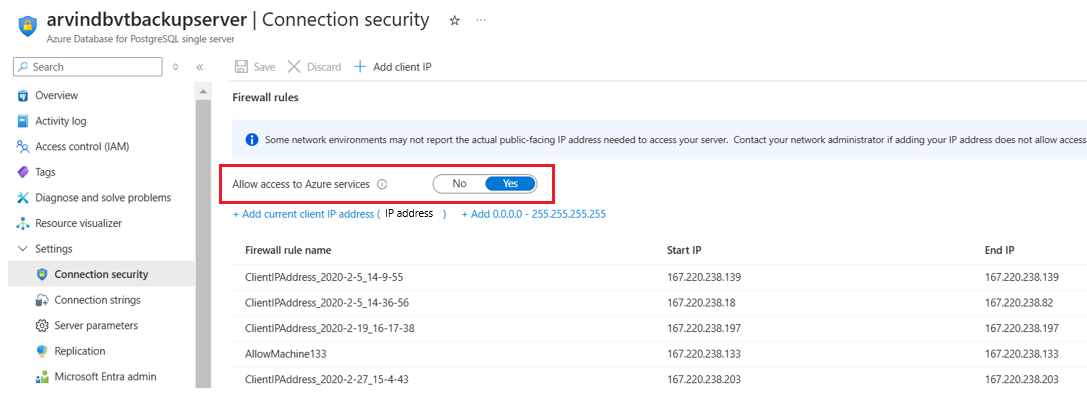 arvindbvtbackupserver | Connection security
Azure Database for PostgreSQL single server
Search
Save Discard Add client IP
Overview
Activity log
Access control (IAM)
Tags
Diagnose and solve problems
Resource visualizer
Settings
Connection security
Connection strings
Server parameters
Replication
Microsoft Entra admin
Firewall rules
Some network environments may not report the actual public-facing IP address needed to access your server. Contact your network administrator if adding your IP address does not allow access
Allow access to Azure services No Yes
+ Add current client IP address ( IP address ) + Add 0.0.0.0 - 255.255.255.255
Firewall rule name Start IP End IP
ClientIPAddress_2020-2-5_14-9-55 167.220.238.139 167.220.238.139
ClientIPAddress_2020-2-5_14-36-56 167.220.238.18 167.220.238.82
ClientIPAddress_2020-2-19_16-17-38 167.220.238.197 167.220.238.197
AllowMachine133 167.220.238.133 167.220.238.133
ClientIPAddress_2020-2-27_15-4-43 167.220.238.203 167.220.238.203